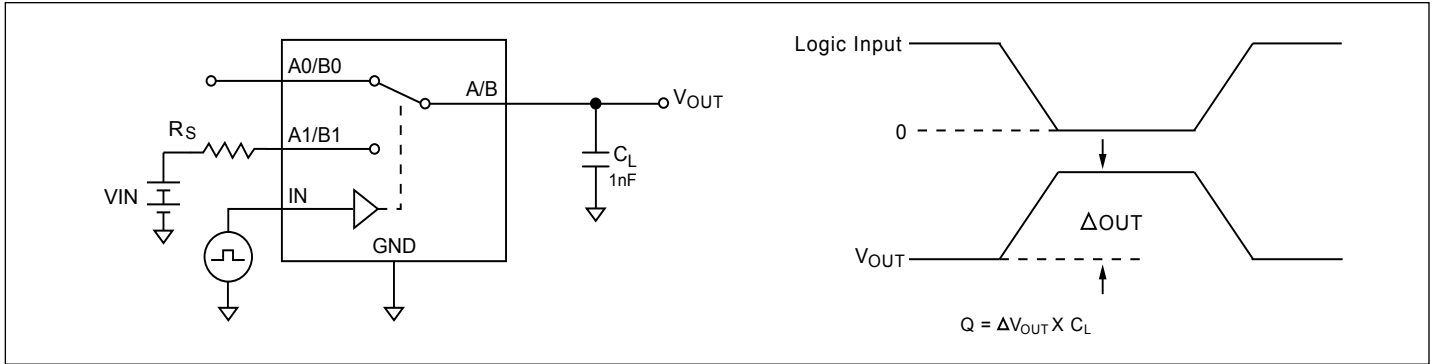 A0/B0
A/B
VOUT
RS
A1/B1
CL
1nF
VIN
IN
GND
Logic Input
0
ΔOUT
VOUT
Q = ΔVOUT X CL